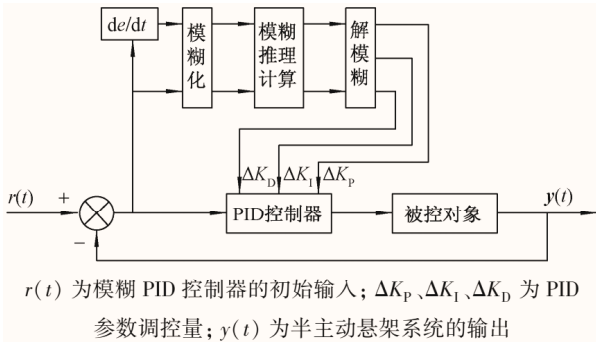 de/dt
模糊化
模糊推理计算
解模糊
ΔK_D ΔK_I ΔK_P
r(t) + y(t)
PID控制器
被控对象
−
r(t) 为模糊 PID 控制器的初始输入；ΔK_P、ΔK_I、ΔK_D 为 PID
参数调控量；y(t) 为半主动悬架系统的输出